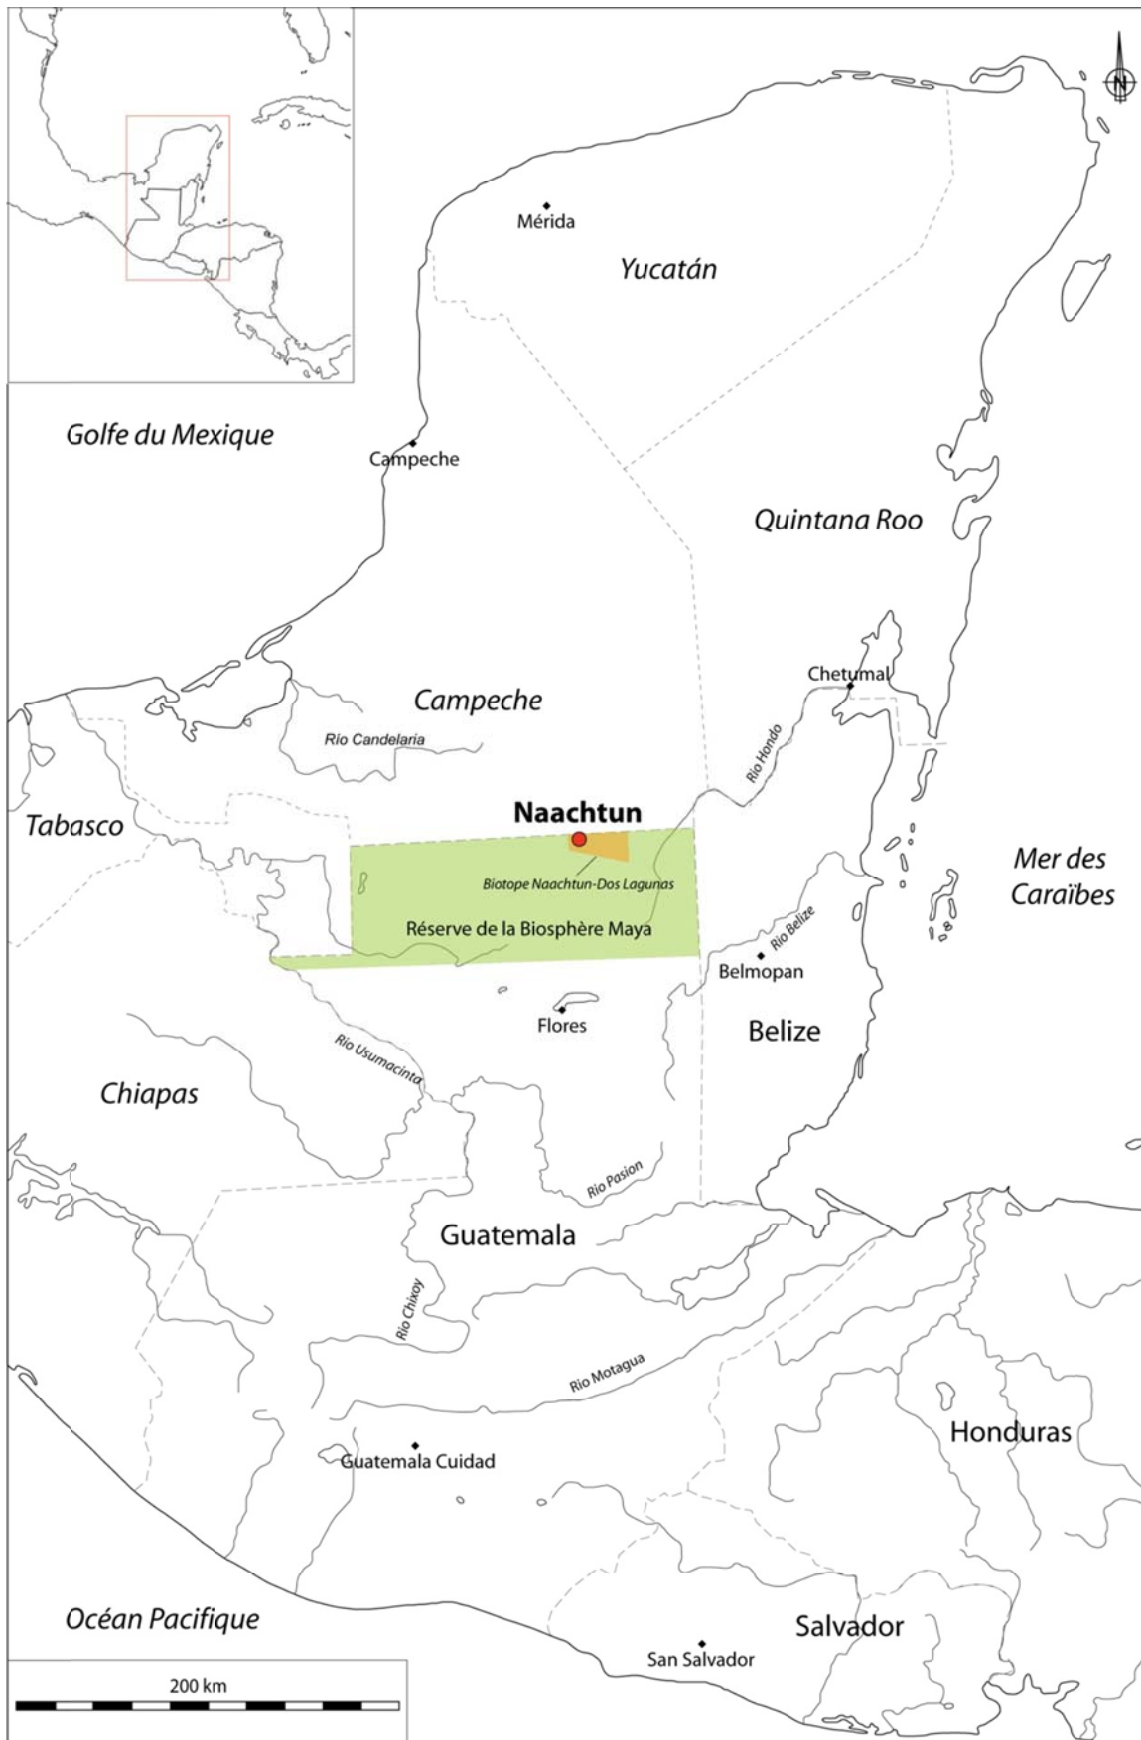 N
Mérida
Yucatán
Golfe du Mexique
Campeche
Quintana Roo
Chetumal
Campeche
Río Candelaria
Rio Hondo
Naachtun
Tabasco
Biotope Naachtun-Dos Lagunas
Mer des
Caraïbes
Réserve de la Biosphère Maya
Rio Belize
Belmopan
Flores
Belize
Rio Usumacinta
Chiapas
Rio Pasion
Guatemala
Rio Chixoy
Rio Motagua
Honduras
Guatemala Cuidad
Océan Pacifique
Salvador
San Salvador
200 km